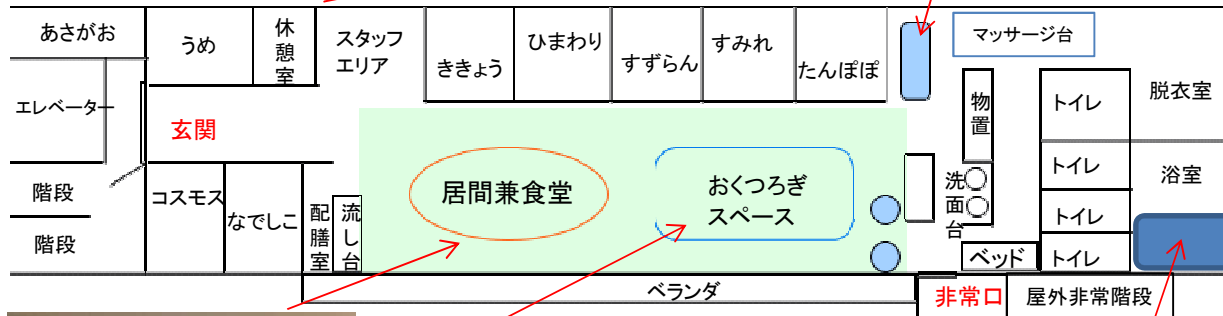 あさがお
うめ
休憩室
スタッフ
エリア
ききょう
ひまわり
すずらん
すみれ
たんぽぽ
マッサージ台
エレベーター
玄関
物置
トイレ
脱衣室
階段
コスモス
なでしこ
配膳室
流し台
居間兼食堂
おくつろぎ
スペース
洗面台
トイレ
浴室
トイレ
階段
ベッド
トイレ
ベランダ
非常口
屋外非常階段